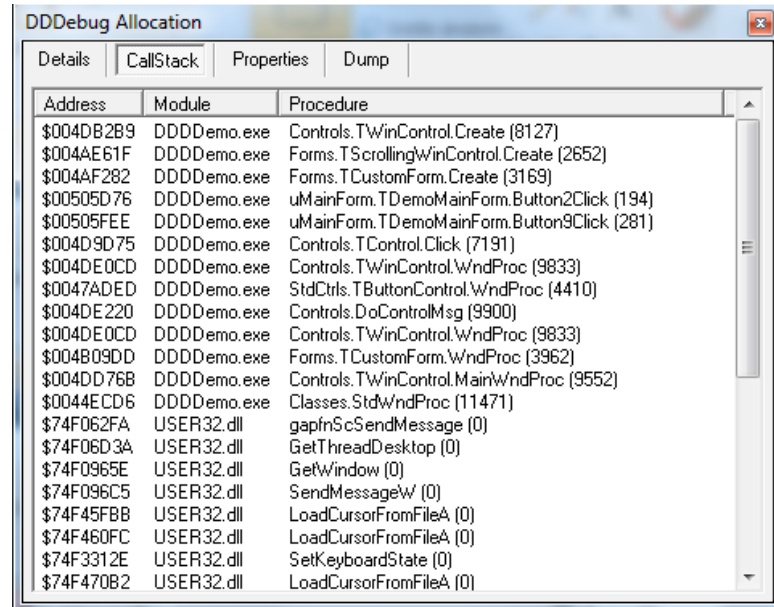 DDDebug Allocation
Details CallStack Properties Dump
Address Module Procedure
$004DB2B9 DDDDemo.exe Controls.TWinControl.Create (8127)
$004AE61F DDDDemo.exe Forms.TScrollingWinControl.Create (2652)
$004AF282 DDDDemo.exe Forms.TCustomForm.Create (3169)
$00505D76 DDDDemo.exe uMainForm.TDemoMainForm.Button2Click (194)
$00505FEE DDDDemo.exe uMainForm.TDemoMainForm.Button9Click (281)
$004D9D75 DDDDemo.exe Controls.TControl.Click (7191)
$004DE0CD DDDDemo.exe Controls.TWinControl.WndProc (9833)
$0047ADED DDDDemo.exe StdCtrls.TButtonControl.WndProc (4410)
$004DE220 DDDDemo.exe Controls.DoControlMsg (9900)
$004DE0CD DDDDemo.exe Controls.TWinControl.WndProc (9833)
$004B09DD DDDDemo.exe Forms.TCustomForm.WndProc (3962)
$004DD76B DDDDemo.exe Controls.TWinControl.MainWndProc (9552)
$0044ECD6 DDDDemo.exe Classes.StdWndProc (11471)
$74F062FA USER32.dll gapfnScSendMessage (0)
$74F06D3A USER32.dll GetThreadDesktop (0)
$74F0965E USER32.dll GetWindow (0)
$74F096C5 USER32.dll SendMessageW (0)
$74F45FBB USER32.dll LoadCursorFromFileA (0)
$74F460FC USER32.dll LoadCursorFromFileA (0)
$74F3312E USER32.dll SetKeyboardState (0)
$74F470B2 USER32.dll LoadCursorFromFileA (0)